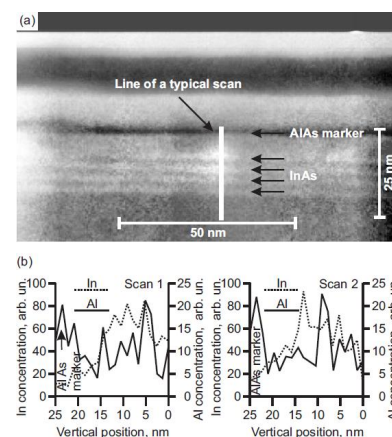 (a)
Line of a typical scan
AlAs marker
InAs
25 nm
50 nm
(b)
In
Al
Scan 1
100
80
60
40
20
0
In concentration, arb. un.
AlAs
marker
25
20
15
10
5
0
Al concentration, arb. un.
25 20 15 10 5 0
Vertical position, nm
In
Al
Scan 2
100
80
60
40
20
0
In concentration, arb. un.
AlAs marker
25
20
15
10
5
0
Al concentration, arb. un.
25 20 15 10 5 0
Vertical position, nm